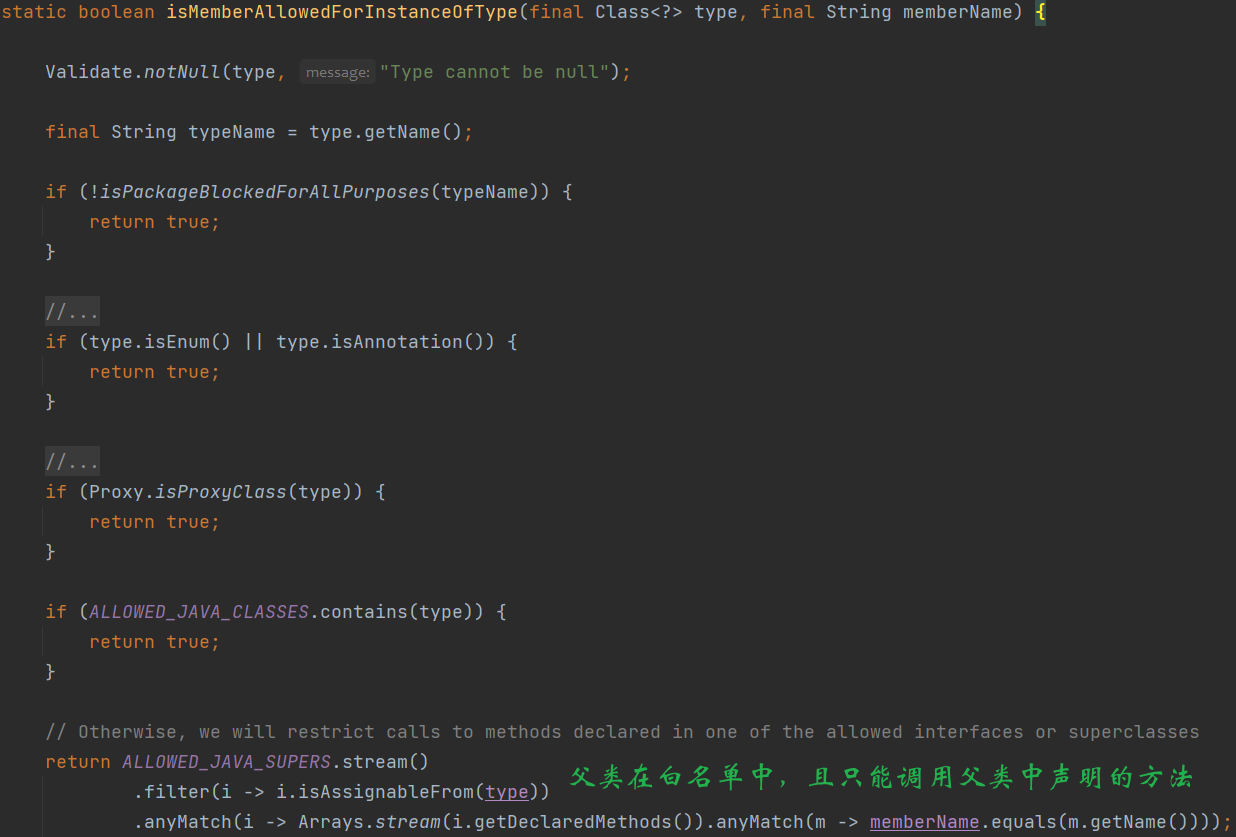 static boolean isMemberAllowedForInstanceOfType(final Class<?> type, final String memberName) {
Validate.notNull(type, message: "Type cannot be null");
final String typeName = type.getName();
if (!isPackageBlockedForAllPurposes(typeName)) {
return true;
}
//...
if (type.isEnum() || type.isAnnotation()) {
return true;
}
//...
if (Proxy.isProxyClass(type)) {
return true;
}
if (ALLOWED_JAVA_CLASSES.contains(type)) {
return true;
}
// Otherwise, we will restrict calls to methods declared in one of the allowed interfaces or superclasses
return ALLOWED_JAVA_SUPERS.stream()
父类在白名单中，且只能调用父类中声明的方法
.filter(i -> i.isAssignableFrom(type))
.anyMatch(i -> Arrays.stream(i.getDeclaredMethods()).anyMatch(m -> memberName.equals(m.getName())));